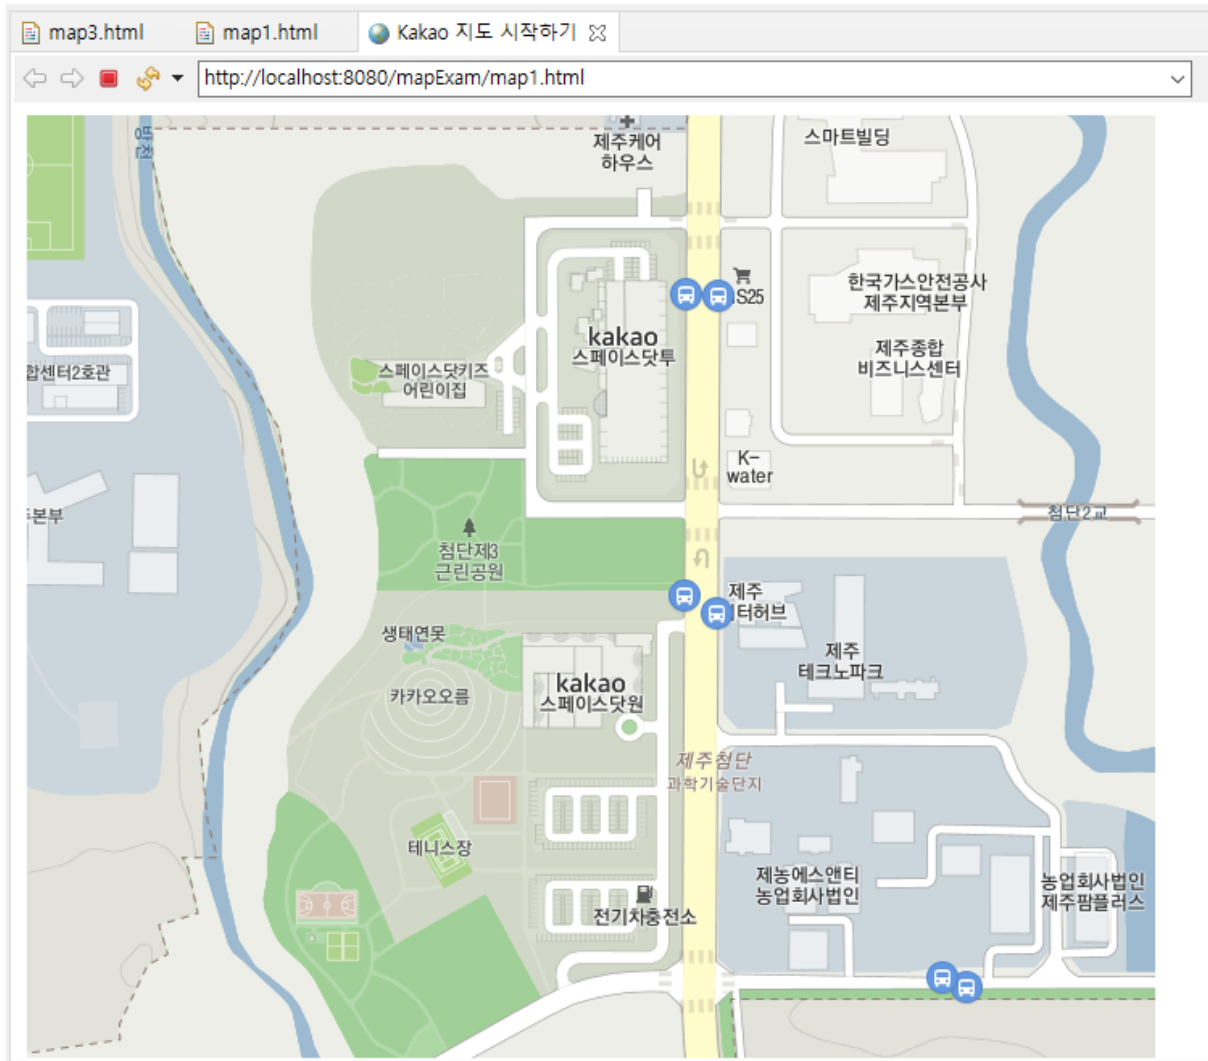 map3.html
map1.html
Kakao 지도 시작하기
http://localhost:8080/mapExam/map1.html
방천
제주케어
하우스
스마트빌딩
한국가스안전공사
제주지역본부
S25
kakao
스페이스닷투
제주종합
비즈니스센터
스페이스닷키즈
어린이집
합센터2호관
K-
water
본부
첨단2교
첨단제3
근린공원
제주
터허브
생태연못
제주
테크노파크
kakao
스페이스닷원
카카오오름
제주첨단
과학기술단지
테니스장
제농에스앤티
농업회사법인
농업회사법인
제주팜플러스
전기차충전소